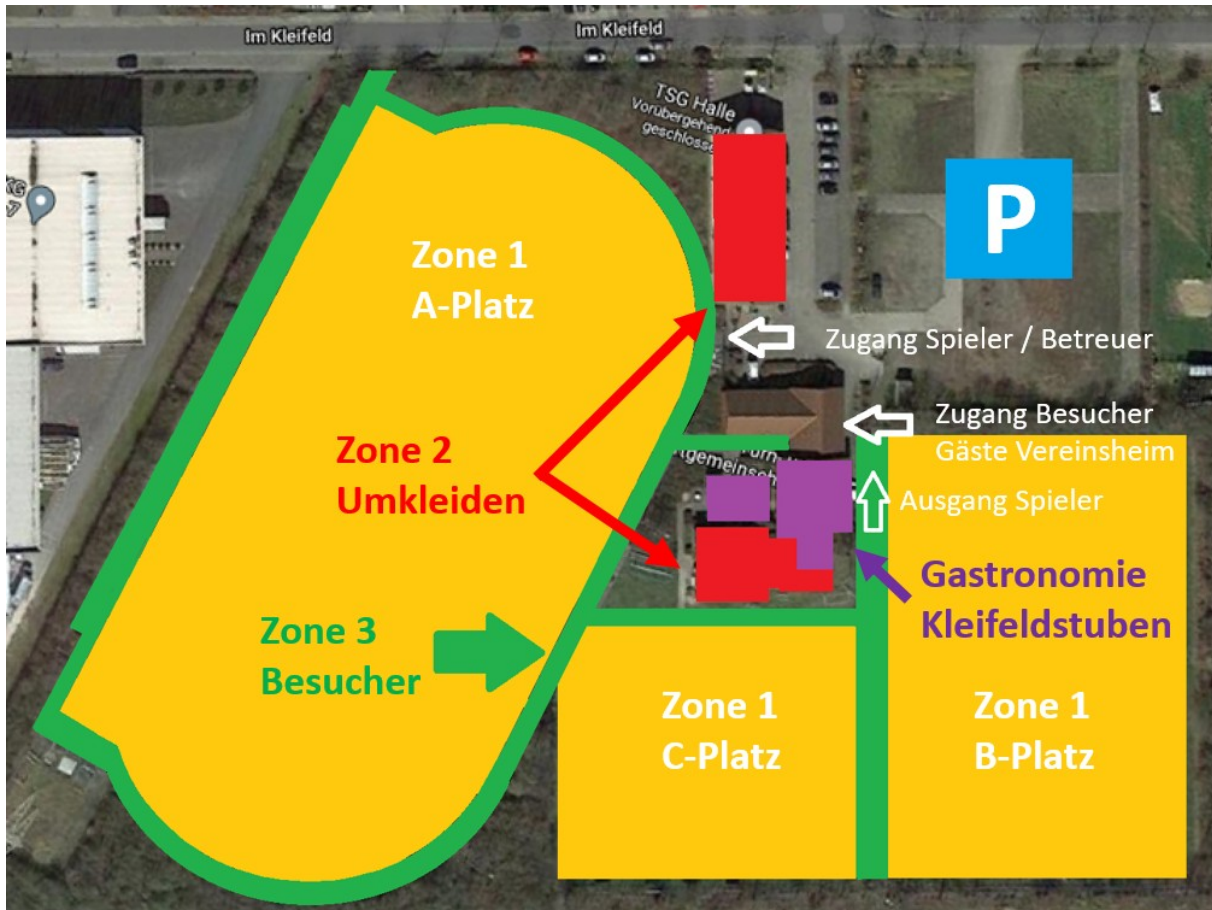 Im Kleifeld
Im Kleifeld
TSG Halle
Vorübergehend
geschlossen
P
Zone 1
A-Platz
Zugang Spieler / Betreuer
Zugang Besucher
Gäste Vereinsheim
Zone 2
Umkleiden
Ausgang Spieler
Gastronomie
Kleifeldstuben
Zone 3
Besucher
Zone 1
C-Platz
Zone 1
B-Platz